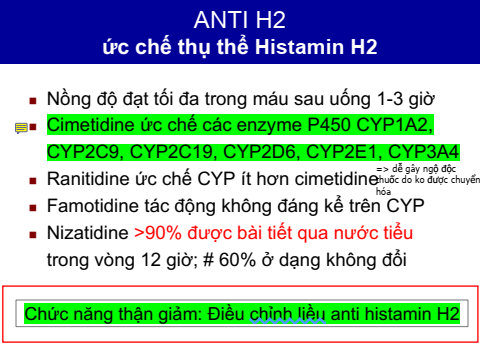 ANTI H2
ức chế thụ thể Histamin H2
Nồng độ đạt tối đa trong máu sau uống 1-3 giờ
Cimetidine ức chế các enzyme P450 CYP1A2,
CYP2C9, CYP2C19, CYP2D6, CYP2E1, CYP3A4
Ranitidine ức chế CYP ít hơn cimetidine
=> dễ gây ngộ độc
thuốc do ko được chuyển
hóa
Famotidine tác động không đáng kể trên CYP
Nizatidine >90% được bài tiết qua nước tiểu
trong vòng 12 giờ; # 60% ở dạng không đổi
Chức năng thận giảm: Điều chỉnh liều anti histamin H2